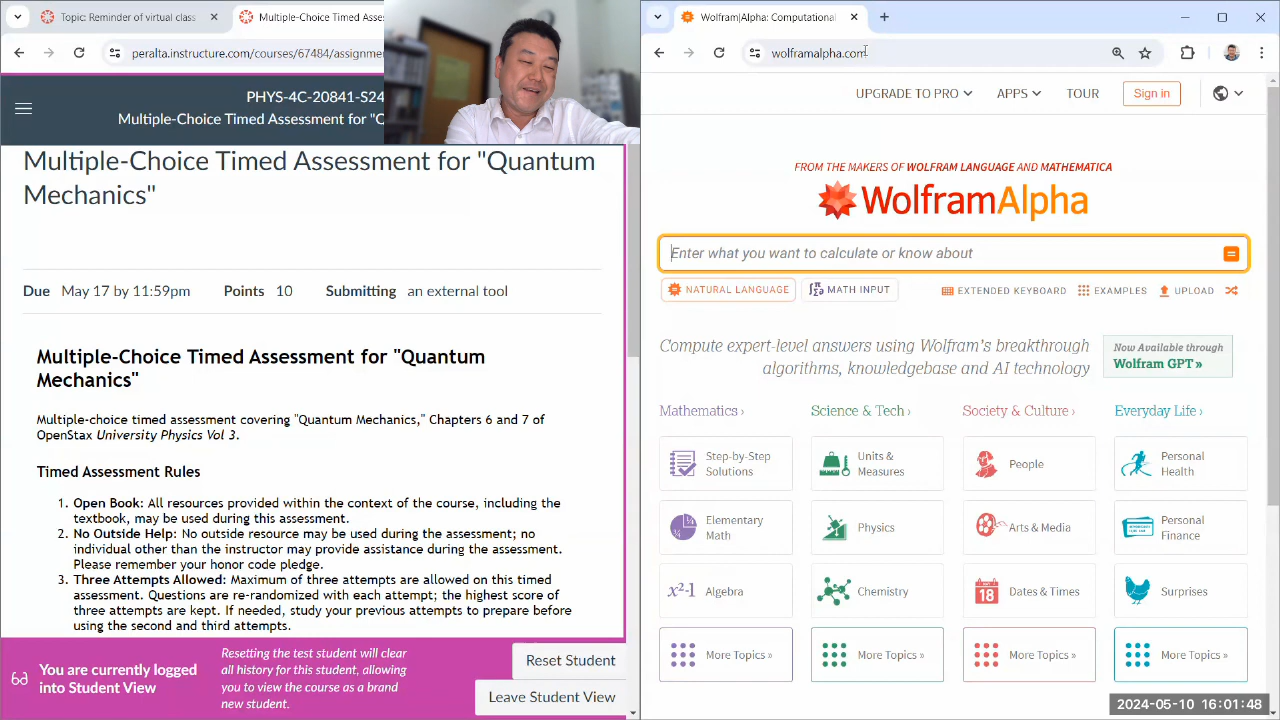 Topic: Reminder of virtual class
Multiple-Choice Timed Assess
peralta.instructure.com/courses/67484/assignme
PHYS-4C-20841-S24
Multiple-Choice Timed Assessment for "Q
Multiple-Choice Timed Assessment for "Quantum
Mechanics"
Due May 17 by 11:59pm Points 10 Submitting an external tool
Multiple-Choice Timed Assessment for "Quantum
Mechanics"
Multiple-choice timed assessment covering "Quantum Mechanics," Chapters 6 and 7 of
OpenStax University Physics Vol 3.
Timed Assessment Rules
1. Open Book: All resources provided within the context of the course, including the
textbook, may be used during this assessment.
2. No Outside Help: No outside resource may be used during the assessment; no
individual other than the instructor may provide assistance during the assessment.
Please remember your honor code pledge.
3. Three Attempts Allowed: Maximum of three attempts are allowed on this timed
assessment. Questions are re-randomized with each attempt; the highest score of
three attempts are kept. If needed, study your previous attempts to prepare before
using the second and third attempts.
You are currently logged
into Student View
Resetting the test student will clear
all history for this student, allowing
you to view the course as a brand
new student.
Reset Student
Leave Student View
Wolfram|Alpha: Computational
wolframalpha.com
UPGRADE TO PRO APPS TOUR Sign in
FROM THE MAKERS OF WOLFRAM LANGUAGE AND MATHEMATICA
WolframAlpha
Enter what you want to calculate or know about
NATURAL LANGUAGE MATH INPUT EXTENDED KEYBOARD EXAMPLES UPLOAD
Compute expert-level answers using Wolfram's breakthrough
algorithms, knowledgebase and AI technology
Now Available through
Wolfram GPT »
Mathematics › Science & Tech › Society & Culture › Everyday Life ›
Step-by-Step
Solutions
Units &
Measures
People
Personal
Health
Elementary
Math
Physics
Arts & Media
Personal
Finance
x²-1 Algebra
Chemistry
18 Dates & Times
Surprises
More Topics » More Topics » More Topics » More Topics »
2024-05-10 16:01:48